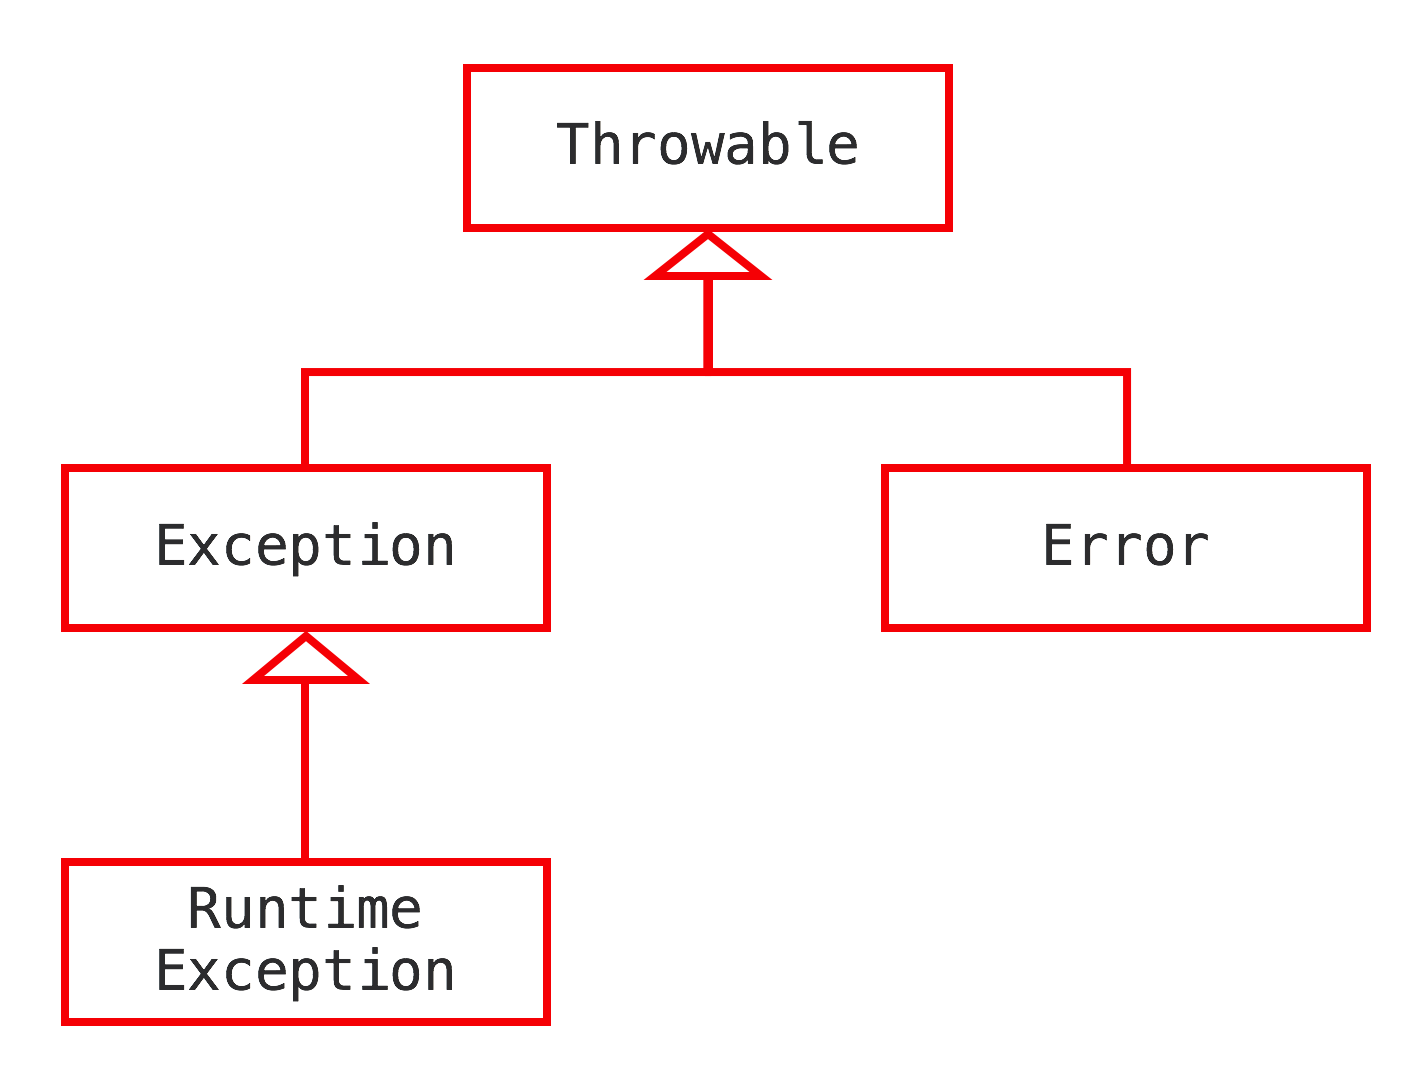 Throwable
Exception
Error
Runtime
Exception